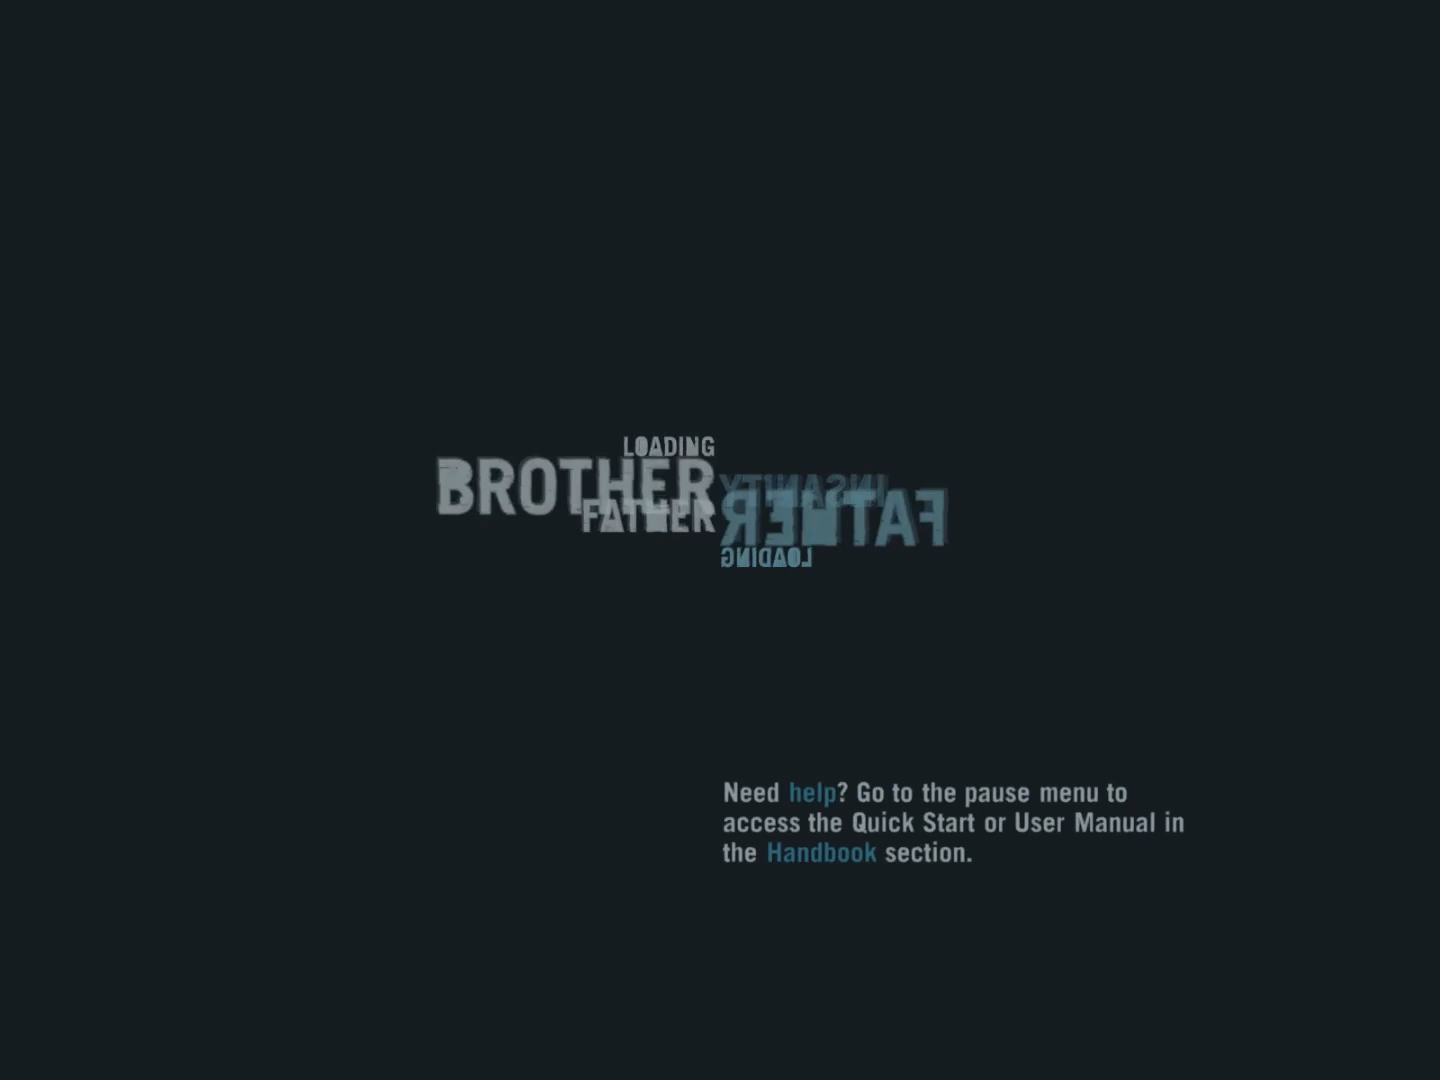 LOADING
BROTHER
FATHER
INSANITY
FATHER
LOADING
Need help? Go to the pause menu to
access the Quick Start or User Manual in
the Handbook section.